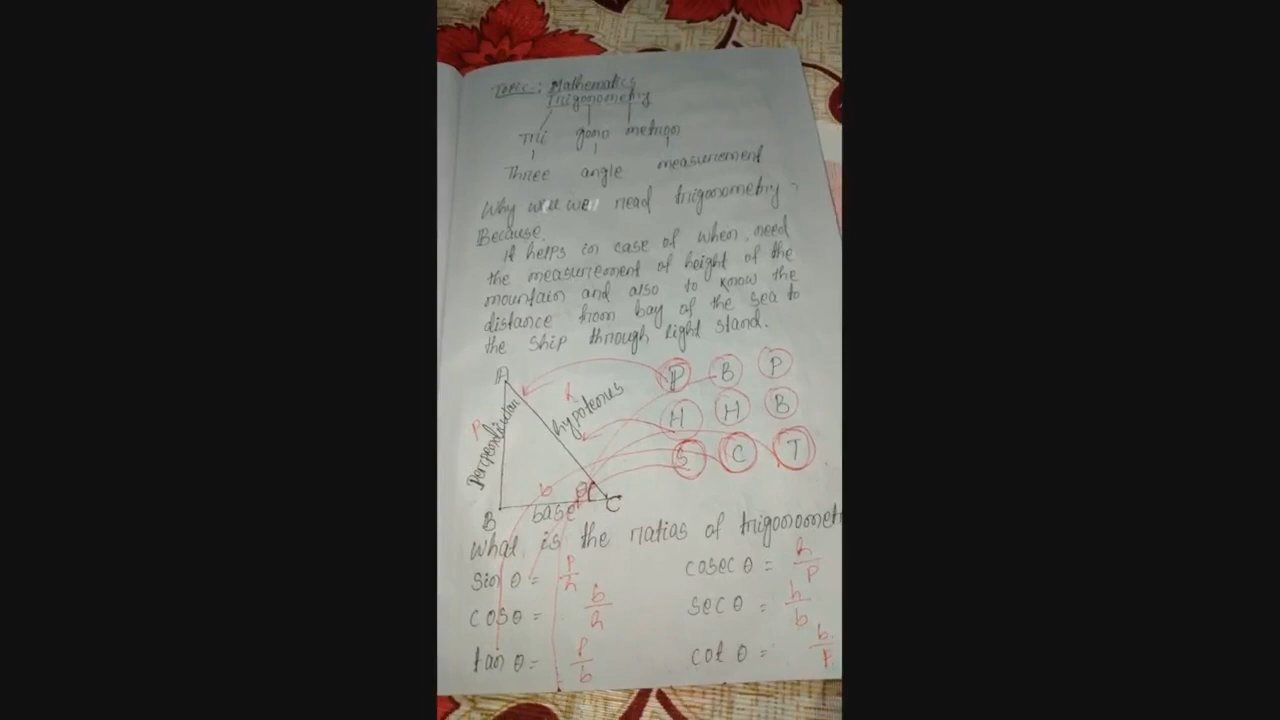 Topic: Mathematics
Trigonometry
Tri gono metron
Three angle measurement
Why well read trigonometry
Because
It helps in case of when need
the measurement of height of the
mountain and also to know the
distance from bay of the sea to
the ship through light stand.
A
P
Perpendicular
h
hypotenus
b
θ
B
base
C
P B P
H H B
S C T
What is the ratios of trigonometr
sin θ = p/h cosec θ = h/p
cos θ = b/h sec θ = h/b
tan θ = p/b cot θ = b/p